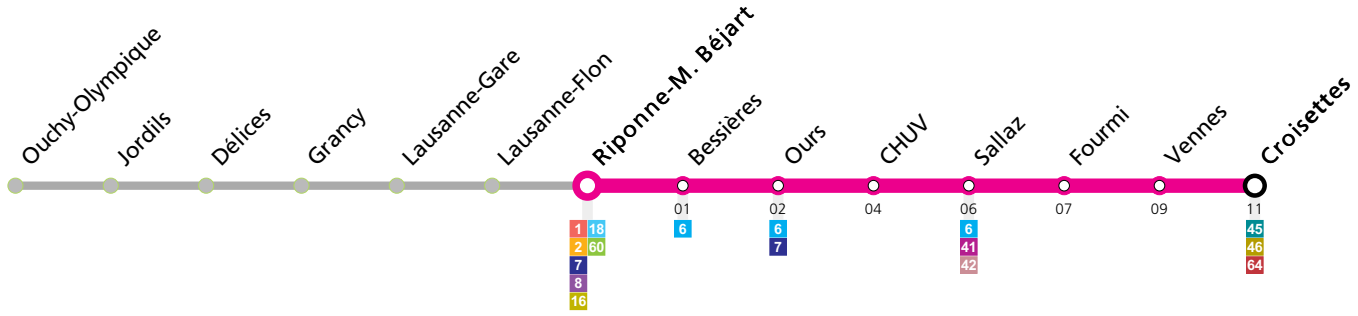 Ouchy-Olympique
Jordils
Délices
Grancy
Lausanne-Gare
Lausanne-Flon
Riponne-M. Béjart
Bessières
Ours
CHUV
Sallaz
Fourmi
Vennes
Croisettes
01 02 04 06 07 09 11
1 18 6 6 6 45
2 60 7 41 46
7 42 64
8
16